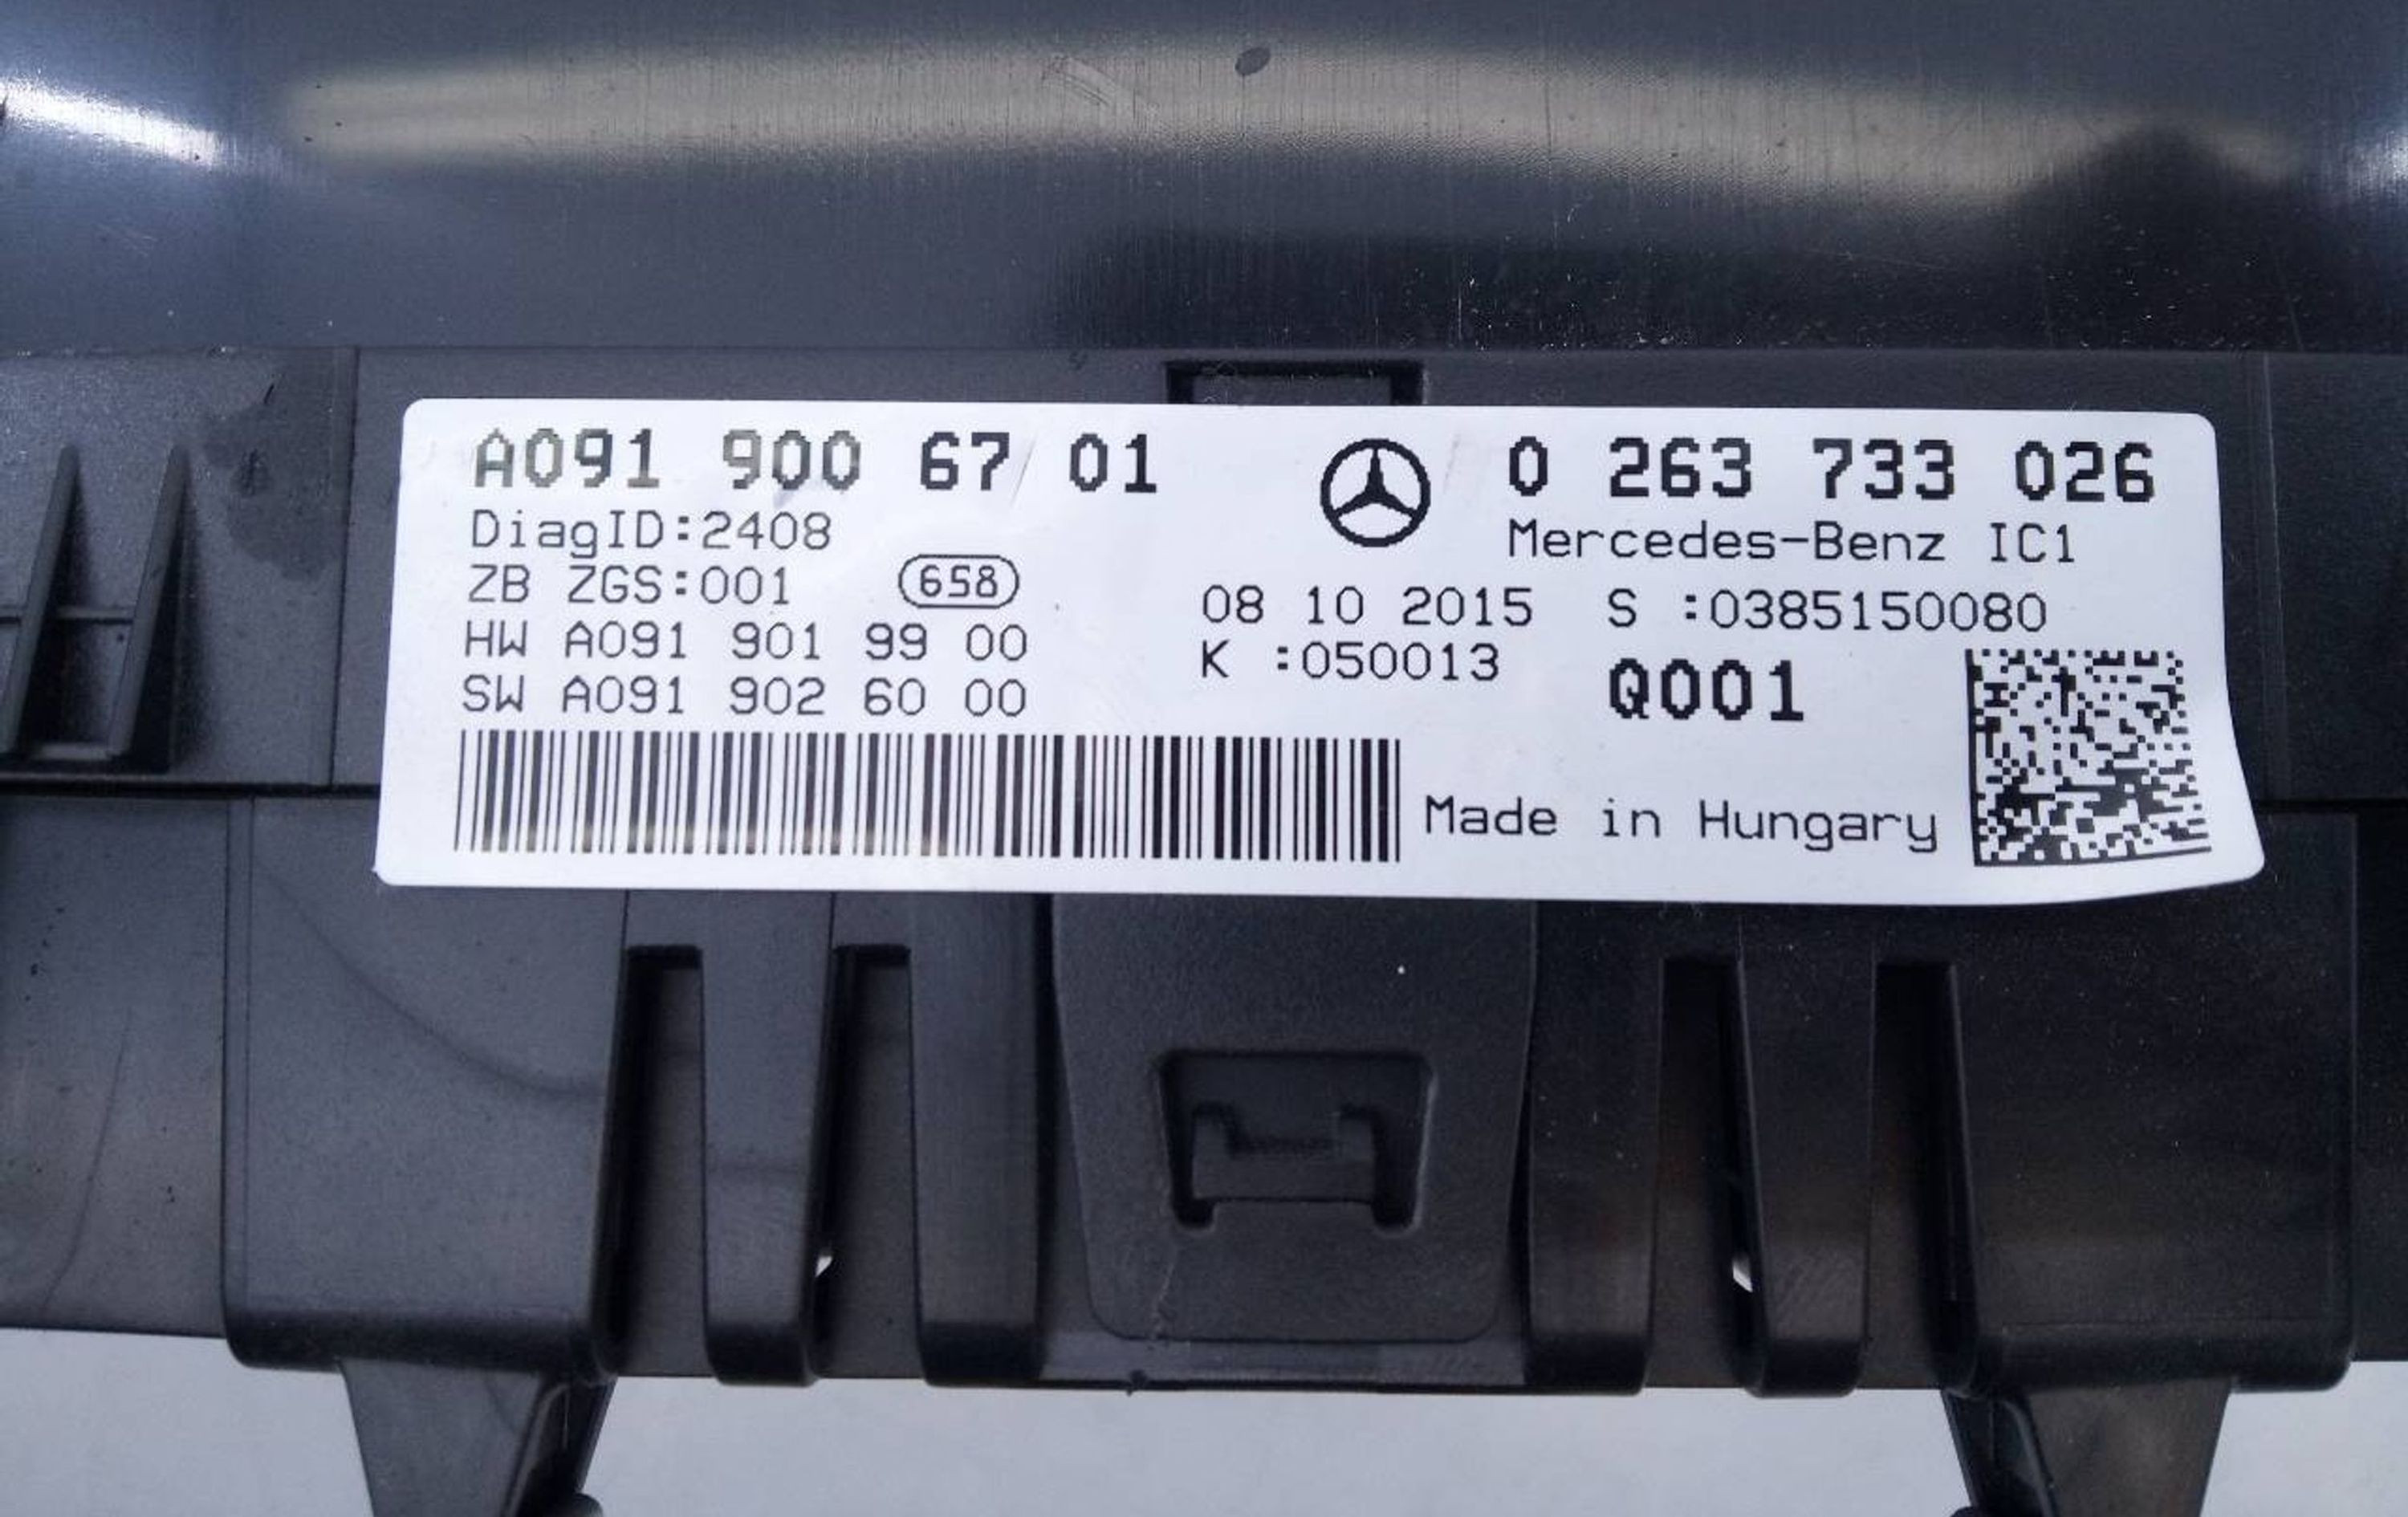 A091 900 67 01
DiagID:2408
ZB ZGS:001 658
HW A091 901 99 00
SW A091 902 60 00
0 263 733 026
Mercedes-Benz IC1
08 10 2015 S :0385150080
K :050013
Q001
Made in Hungary